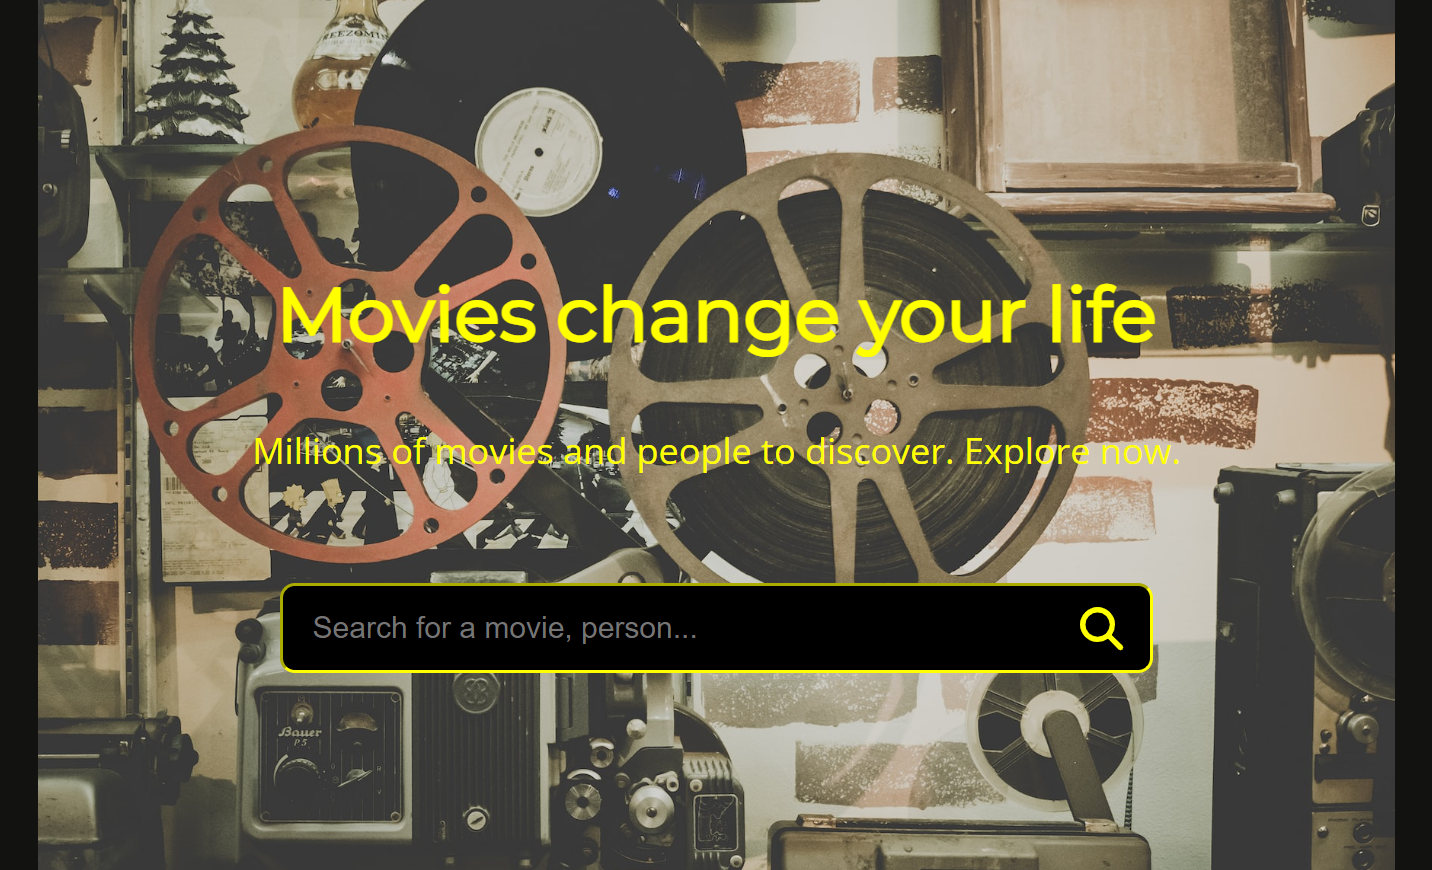 Movies change your life
Millions of movies and people to discover. Explore now.
Search for a movie, person...
Bauer
P5